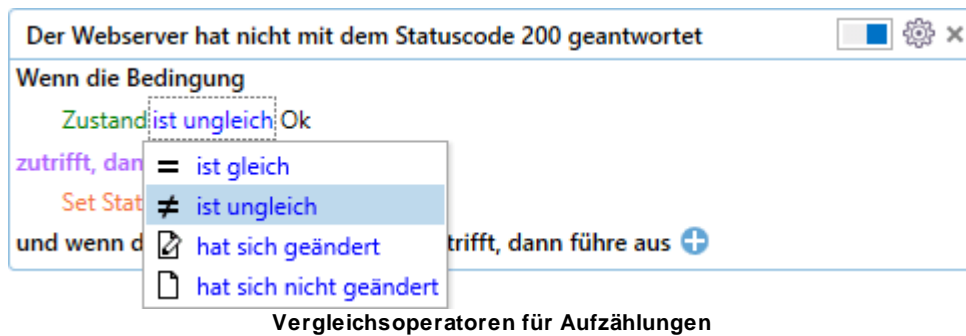 Der Webserver hat nicht mit dem Statuscode 200 geantwortet
Wenn die Bedingung
Zustand ist ungleich Ok
zutrifft,
= ist gleich
Set
≠ ist ungleich
und wenn trifft, dann führe aus
hat sich geändert
hat sich nicht geändert
Vergleichsoperatoren für Aufzählungen